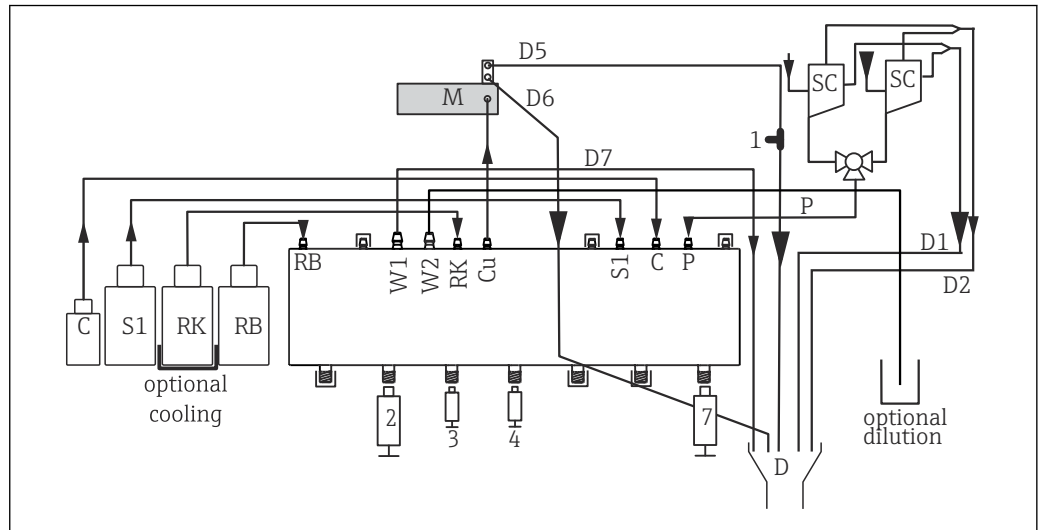 D5
SC
SC
M
D6
1
D7
P
RB
W1
W2
RK
Cu
S1
C
P
D1
D2
C
S1
RK
RB
optional
cooling
2
3
4
7
optional
dilution
D